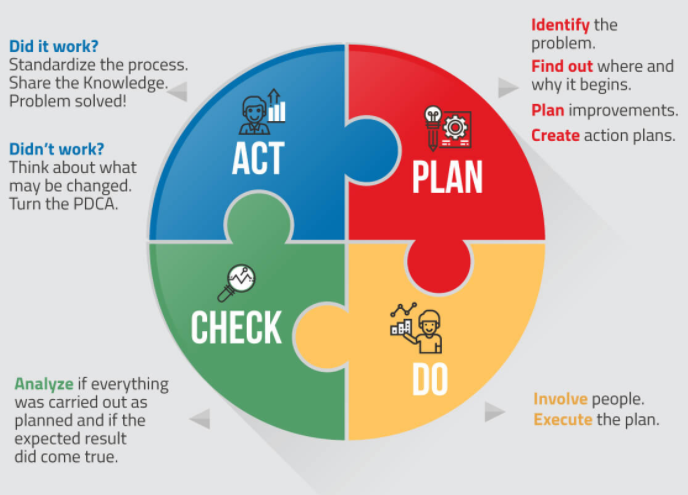 Did it work?
Standardize the process.
Share the Knowledge.
Problem solved!
Didn't work?
Think about what
may be changed.
Turn the PDCA.
ACT
PLAN
Identify the
problem.
Find out where and
why it begins.
Plan improvements.
Create action plans.
CHECK
DO
Analyze if everything
was carried out as
planned and if the
expected result
did come true.
Involve people.
Execute the plan.